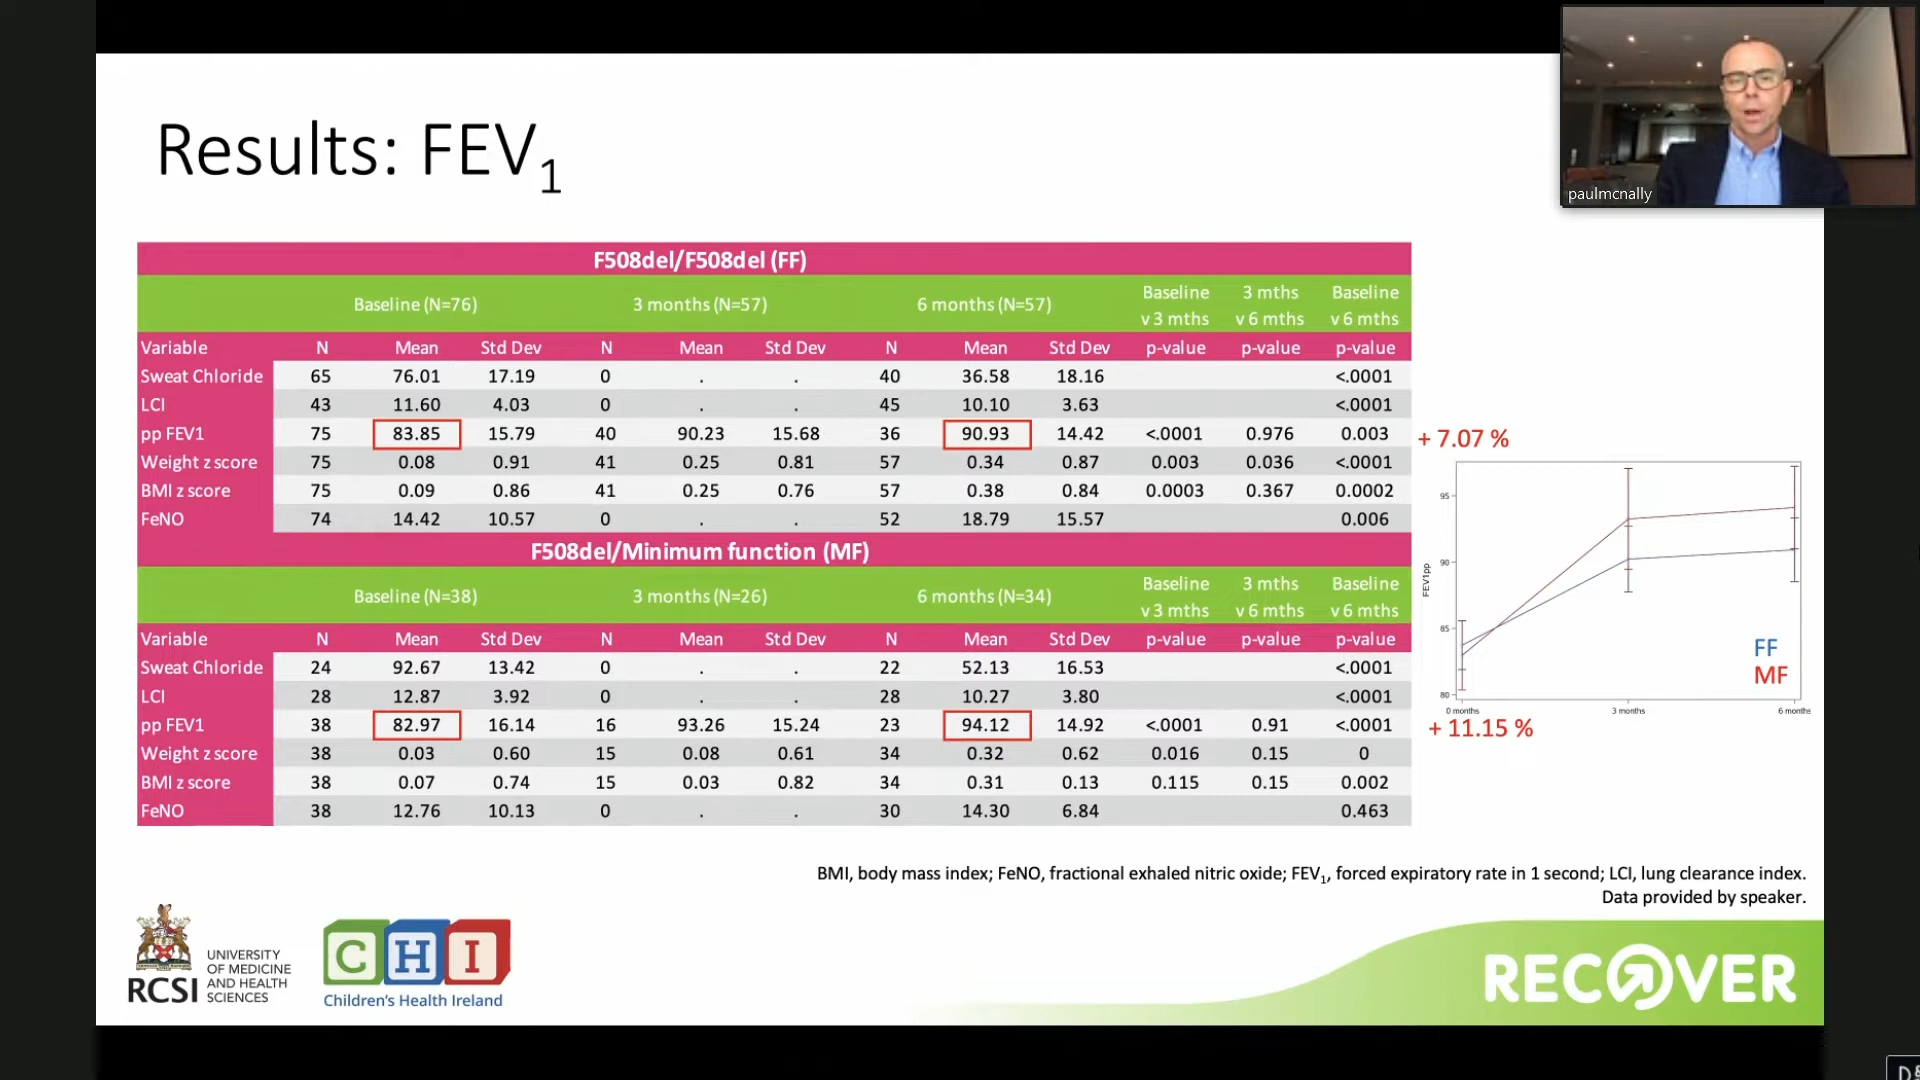 paulmcnally
Results: FEV1
F508del/F508del (FF)
Baseline (N=76) 3 months (N=57) 6 months (N=57) Baseline v 3 mths 3 mths v 6 mths Baseline v 6 mths
Variable N Mean Std Dev N Mean Std Dev N Mean Std Dev p-value p-value p-value
Sweat Chloride 65 76.01 17.19 0 . . 40 36.58 18.16 <.0001
LCI 43 11.60 4.03 0 . . 45 10.10 3.63 <.0001
pp FEV1 75 83.85 15.79 40 90.23 15.68 36 90.93 14.42 <.0001 0.976 0.003
Weight z score 75 0.08 0.91 41 0.25 0.81 57 0.34 0.87 0.003 0.036 <.0001
BMI z score 75 0.09 0.86 41 0.25 0.76 57 0.38 0.84 0.0003 0.367 0.0002
FeNO 74 14.42 10.57 0 . . 52 18.79 15.57 0.006
F508del/Minimum function (MF)
Baseline (N=38) 3 months (N=26) 6 months (N=34) Baseline v 3 mths 3 mths v 6 mths Baseline v 6 mths
Variable N Mean Std Dev N Mean Std Dev N Mean Std Dev p-value p-value p-value
Sweat Chloride 24 92.67 13.42 0 . . 22 52.13 16.53 <.0001
LCI 28 12.87 3.92 0 . . 28 10.27 3.80 <.0001
pp FEV1 38 82.97 16.14 16 93.26 15.24 23 94.12 14.92 <.0001 0.91 <.0001
Weight z score 38 0.03 0.60 15 0.08 0.61 34 0.32 0.62 0.016 0.15 0
BMI z score 38 0.07 0.74 15 0.03 0.82 34 0.31 0.13 0.115 0.15 0.002
FeNO 38 12.76 10.13 0 . . 30 14.30 6.84 0.463
+ 7.07 %
95
90
85
80
FEV1pp
FF
MF
0 months 3 months 6 months
+ 11.15 %
BMI, body mass index; FeNO, fractional exhaled nitric oxide; FEV1, forced expiratory rate in 1 second; LCI, lung clearance index.
Data provided by speaker.
RCSI
UNIVERSITY
OF MEDICINE
AND HEALTH
SCIENCES
CHI
Children's Health Ireland
RECOVER